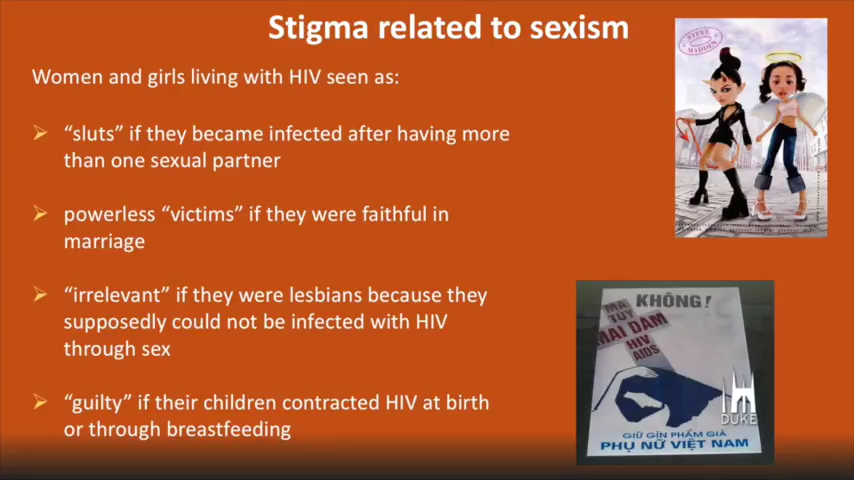 Stigma related to sexism
Women and girls living with HIV seen as:
➢ “sluts” if they became infected after having more
than one sexual partner
➢ powerless “victims” if they were faithful in
marriage
➢ “irrelevant” if they were lesbians because they
supposedly could not be infected with HIV
through sex
➢ “guilty” if their children contracted HIV at birth
or through breastfeeding
STEVE
MADDEN
KHÔNG!
MA
TÚY
MẠI DÂM
HIV
AIDS
GIỮ GÌN PHẨM GIÁ
PHỤ NỮ VIỆT NAM
DUKE